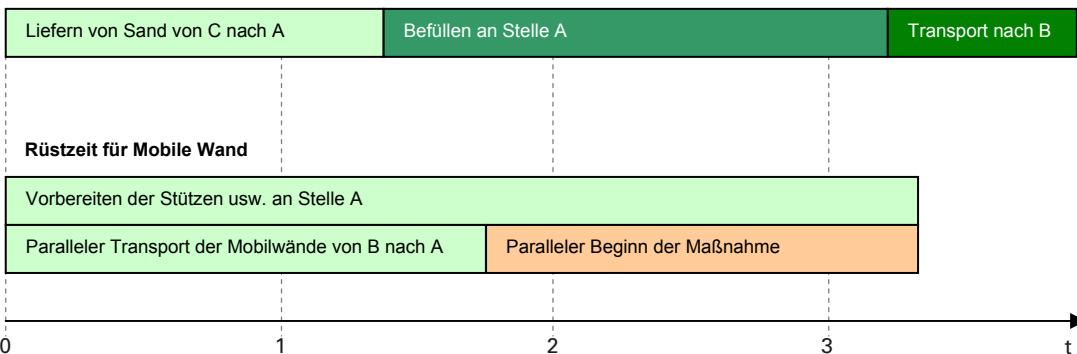 Liefern von Sand von C nach A
Befüllen an Stelle A
Transport nach B
Rüstzeit für Mobile Wand
Vorbereiten der Stützen usw. an Stelle A
Paralleler Transport der Mobilwände von B nach A
Paralleler Beginn der Maßnahme
0
1
2
3
t